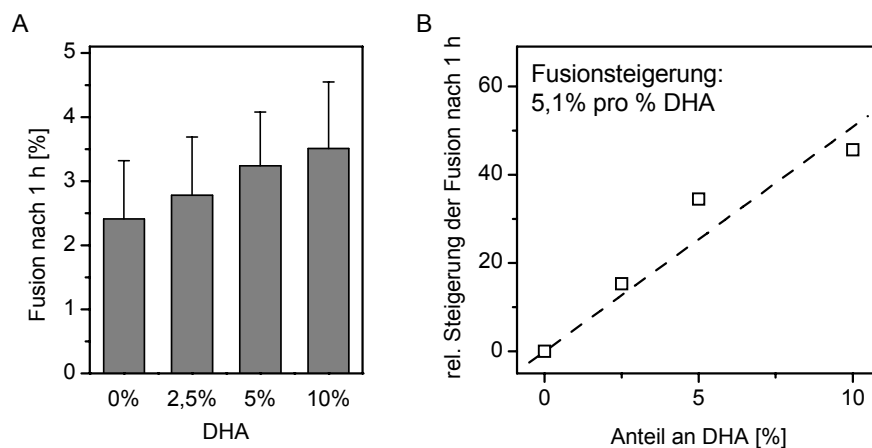 A
Fusion nach 1 h [%]
5
4
3
2
1
0
0% 2,5% 5% 10%
DHA
B
rel. Steigerung der Fusion nach 1 h
60
40
20
0
Fusionsteigerung:
5,1% pro % DHA
0 5 10
Anteil an DHA [%]